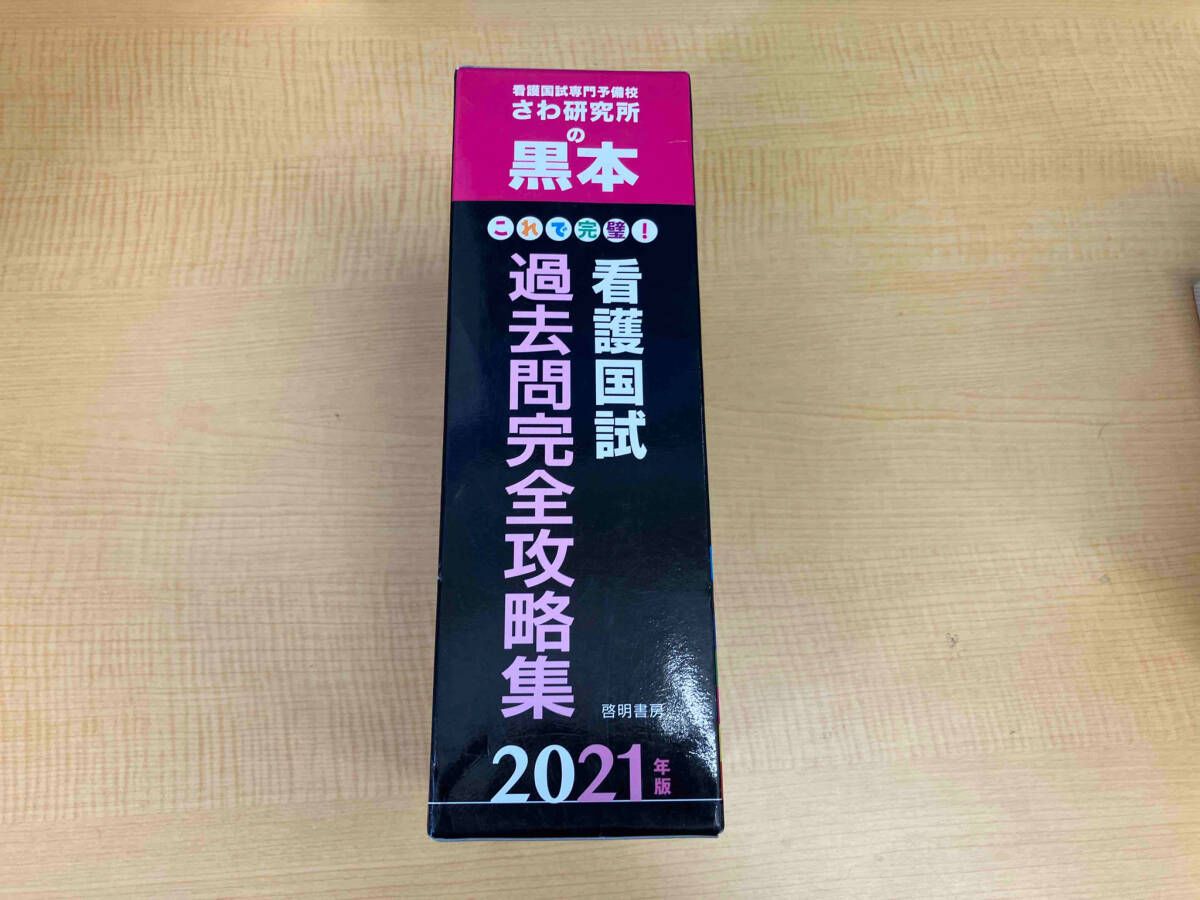 看護国試専門予備校
さわ研究所
の
黒本
これで完璧！
看護国試
過去問完全攻略集
啓明書房
2021年版